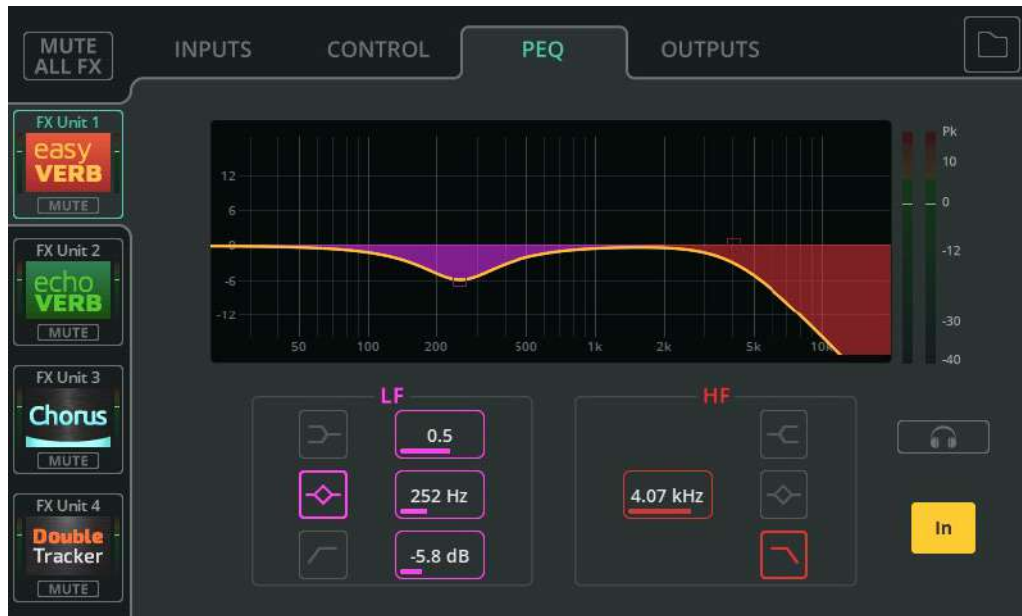 MUTE
ALL FX
INPUTS
CONTROL
PEQ
OUTPUTS
FX Unit 1
easy
VERB
MUTE
FX Unit 2
echo
VERB
MUTE
FX Unit 3
Chorus
MUTE
FX Unit 4
Double
Tracker
MUTE
12
6
0
-6
-12
50 100 200 500 1k 2k 5k 10k
Pk
10
0
-12
-30
-40
LF
0.5
252 Hz
-5.8 dB
HF
4.07 kHz
In